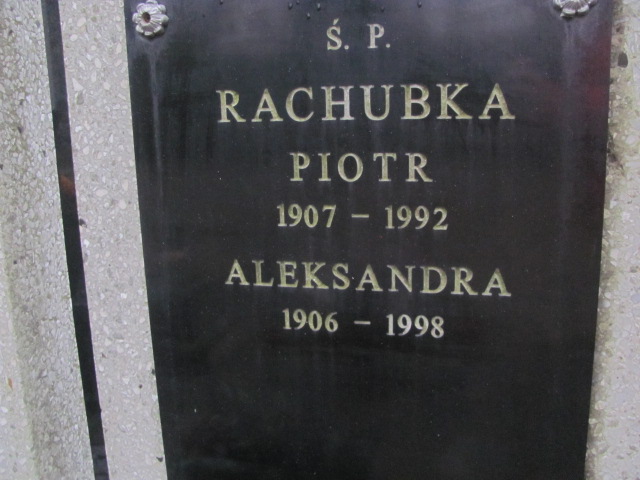 Ś. P.
RACHUBKA
PIOTR
1907 – 1992
ALEKSANDRA
1906 – 1998